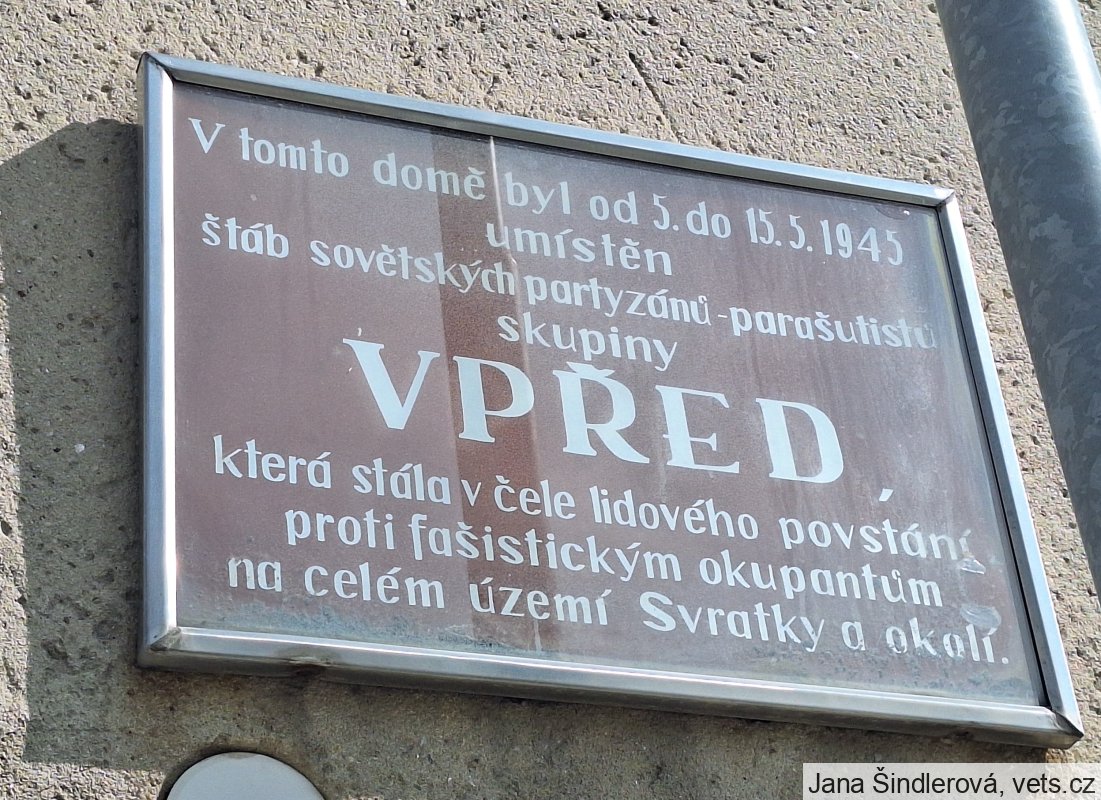 V tomto domě byl od 5. do 15. 5. 1945
umístěn
štáb sovětských partyzánů - parašutistů
skupiny
„VPŘED,
která stála v čele lidového povstání
proti fašistickým okupantům
na celém území Svratky a okolí.
Jana Šindlerová, vets.cz